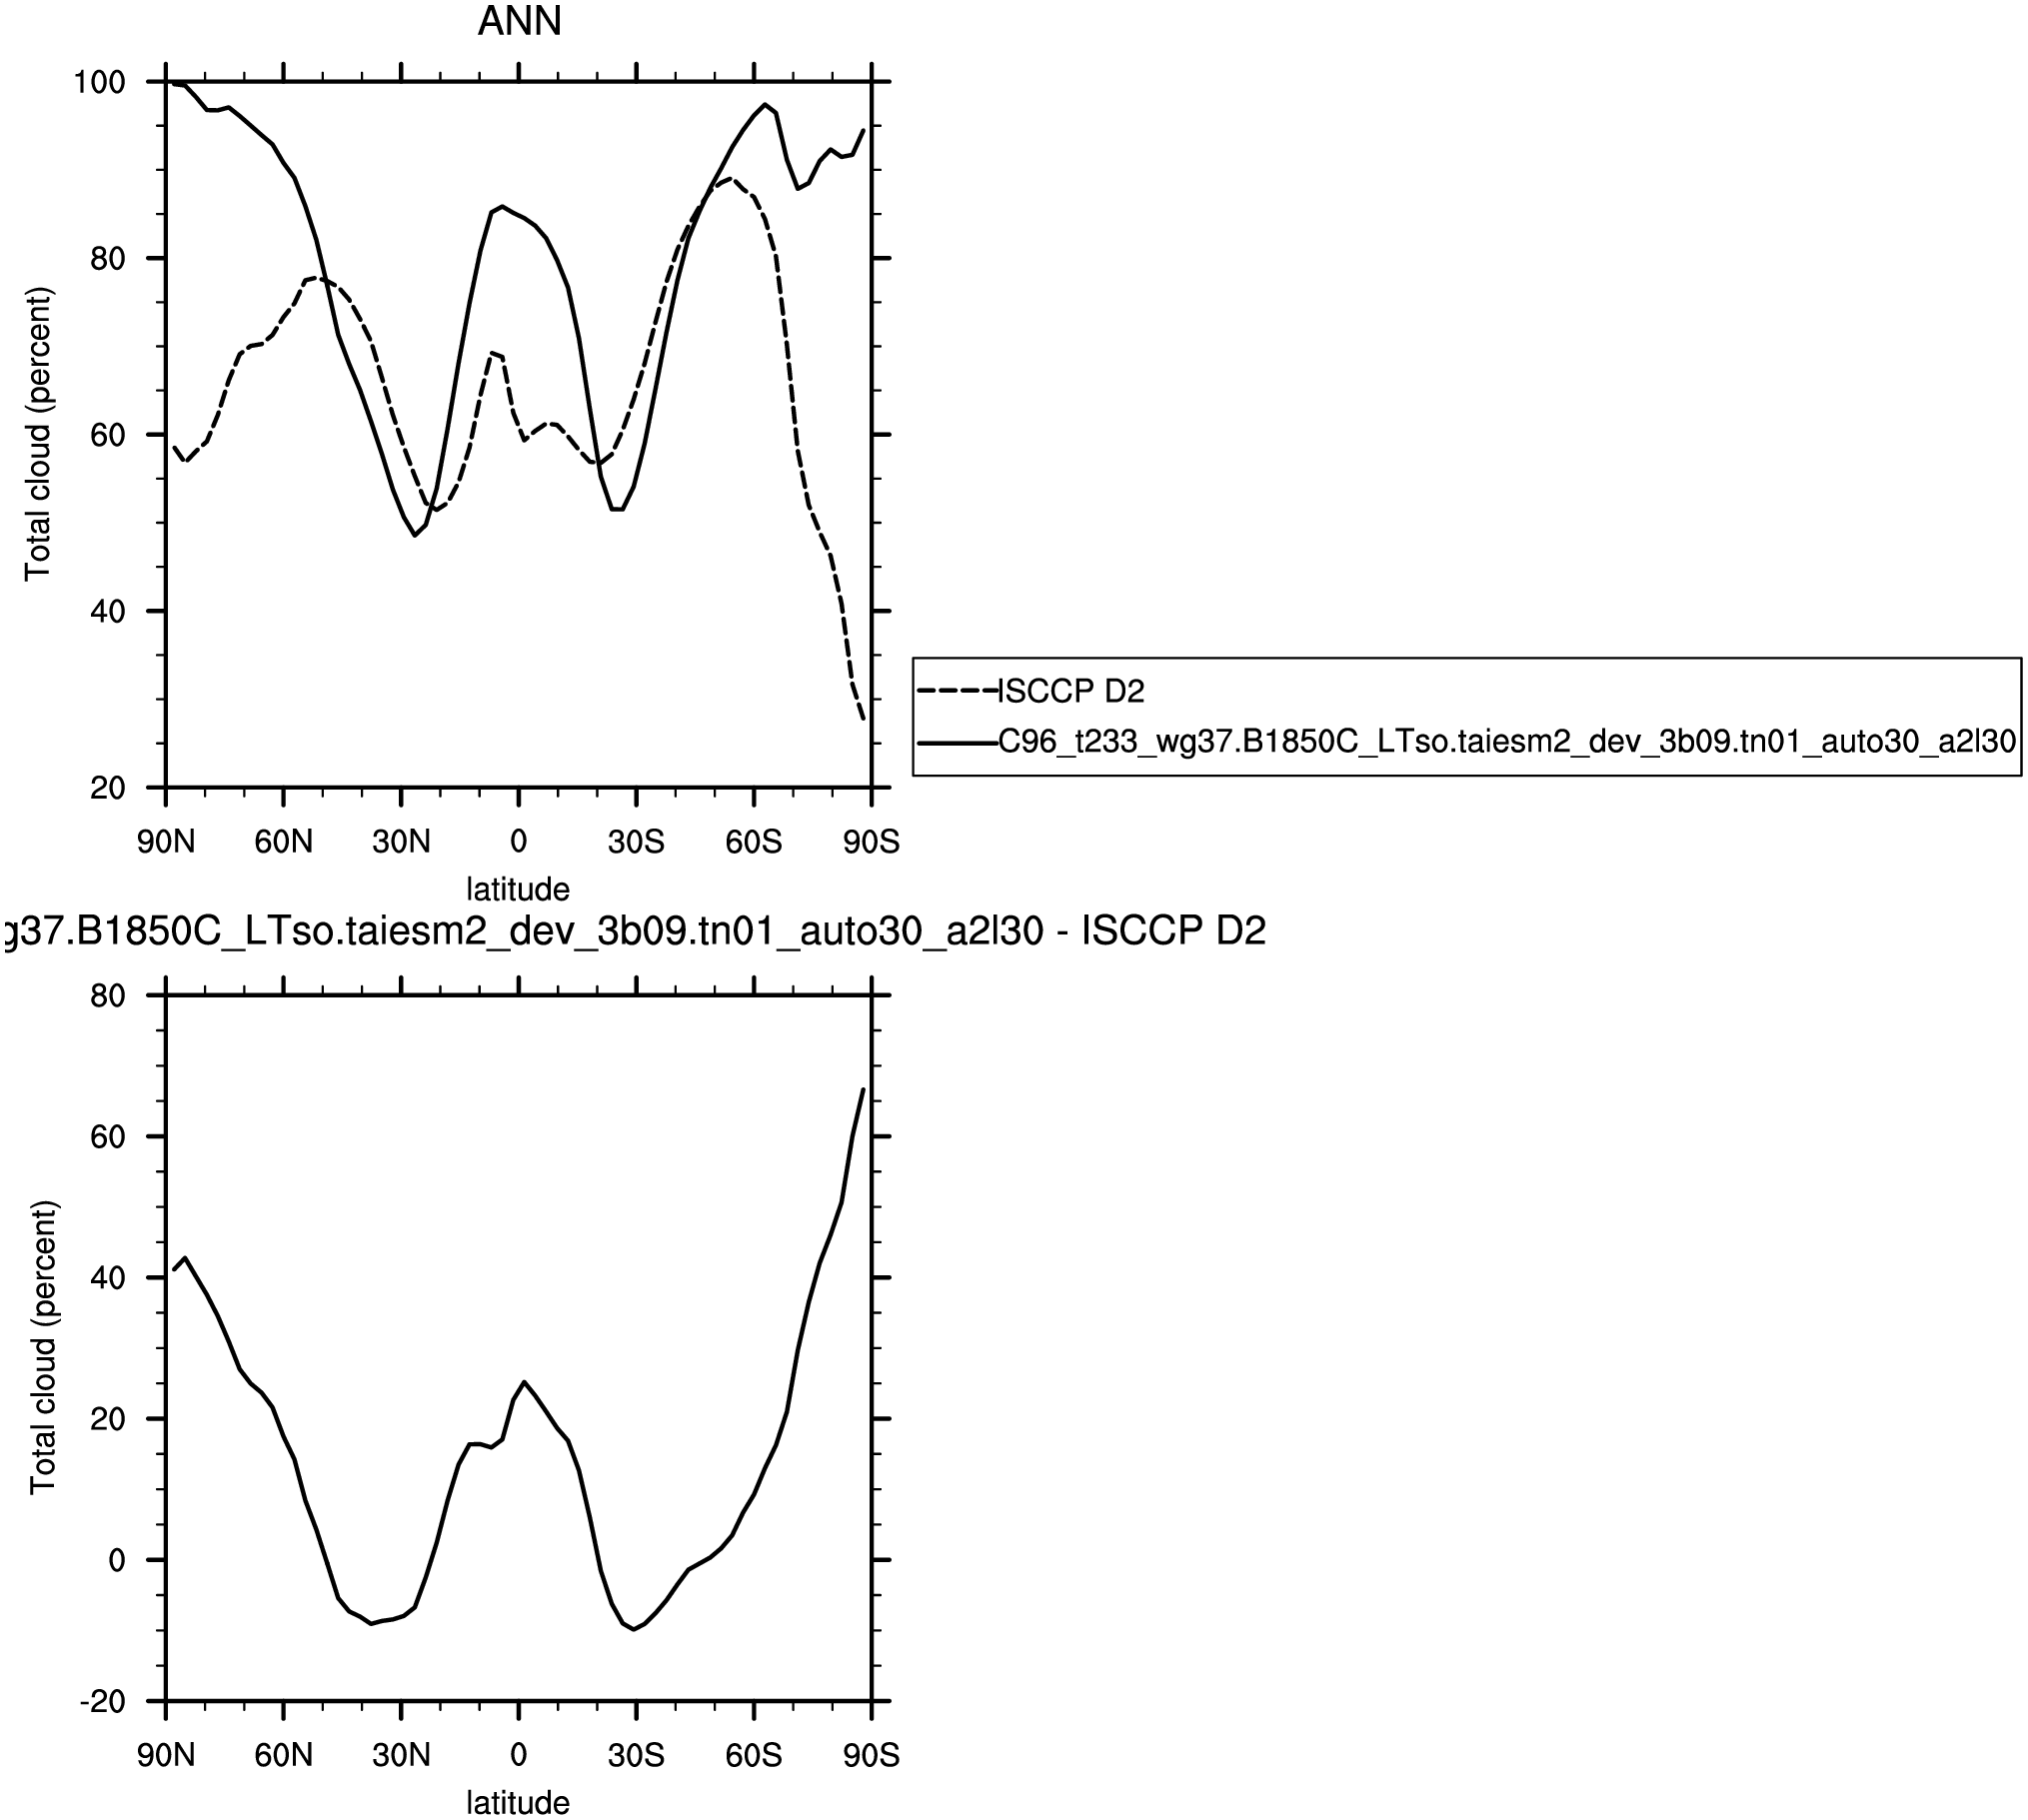 ANN
100
80
60
40
20
Total cloud (percent)
90N 60N 30N 0 30S 60S 90S
latitude
ISCCP D2
C96_t233_wg37.B1850C_LTso.taiesm2_dev_3b09.tn01_auto30_a2l30
g37.B1850C_LTso.taiesm2_dev_3b09.tn01_auto30_a2l30 - ISCCP D2
80
60
40
20
0
-20
Total cloud (percent)
90N 60N 30N 0 30S 60S 90S
latitude